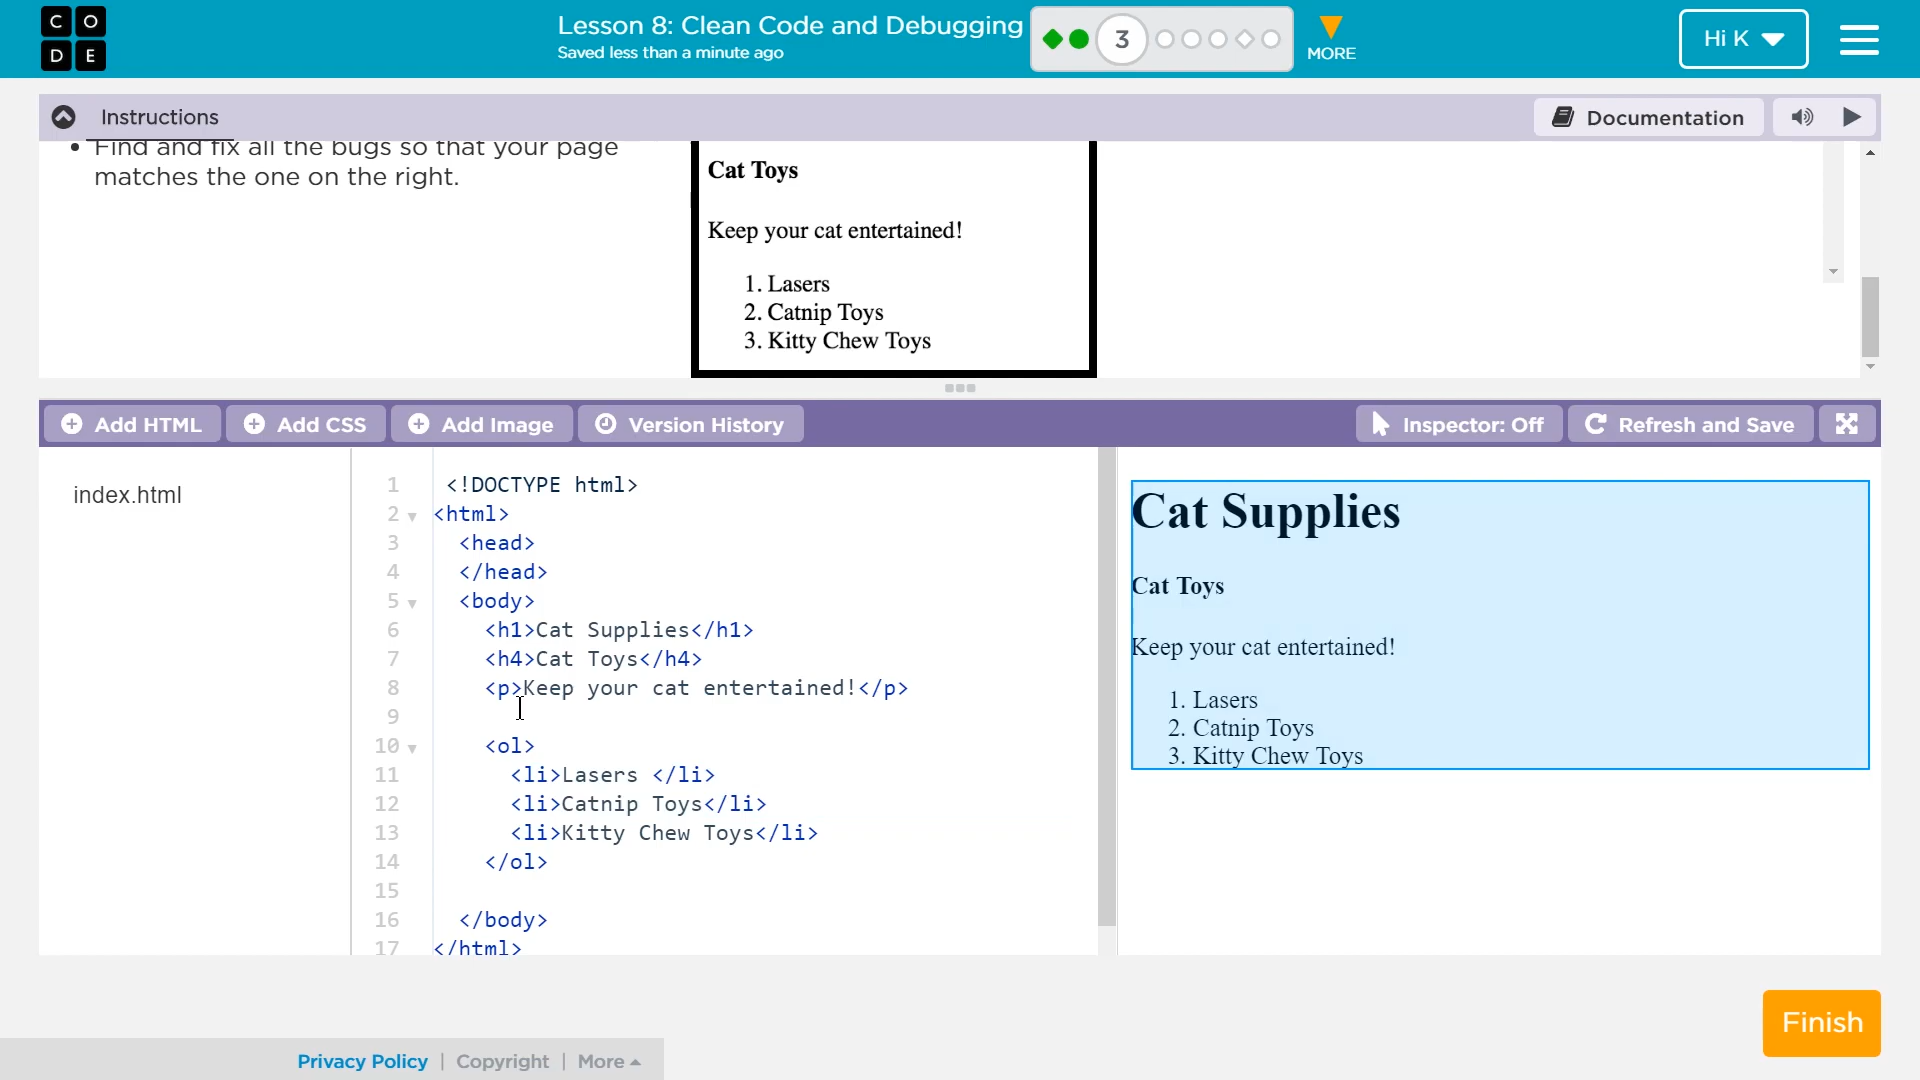 C O
D E
Lesson 8: Clean Code and Debugging
Saved less than a minute ago
3
MORE
Hi K
Instructions
Documentation
Find and fix all the bugs so that your page
matches the one on the right.
Cat Toys
Keep your cat entertained!
1. Lasers
2. Catnip Toys
3. Kitty Chew Toys
Add HTML
Add CSS
Add Image
Version History
Inspector: Off
Refresh and Save
index.html
1 <!DOCTYPE html>
2 <html>
3 <head>
4 </head>
5 <body>
6 <h1>Cat Supplies</h1>
7 <h4>Cat Toys</h4>
8 <p>Keep your cat entertained!</p>
9
10 <ol>
11 <li>Lasers </li>
12 <li>Catnip Toys</li>
13 <li>Kitty Chew Toys</li>
14 </ol>
15
16 </body>
17 </html>
Cat Supplies
Cat Toys
Keep your cat entertained!
1. Lasers
2. Catnip Toys
3. Kitty Chew Toys
Finish
Privacy Policy | Copyright | More